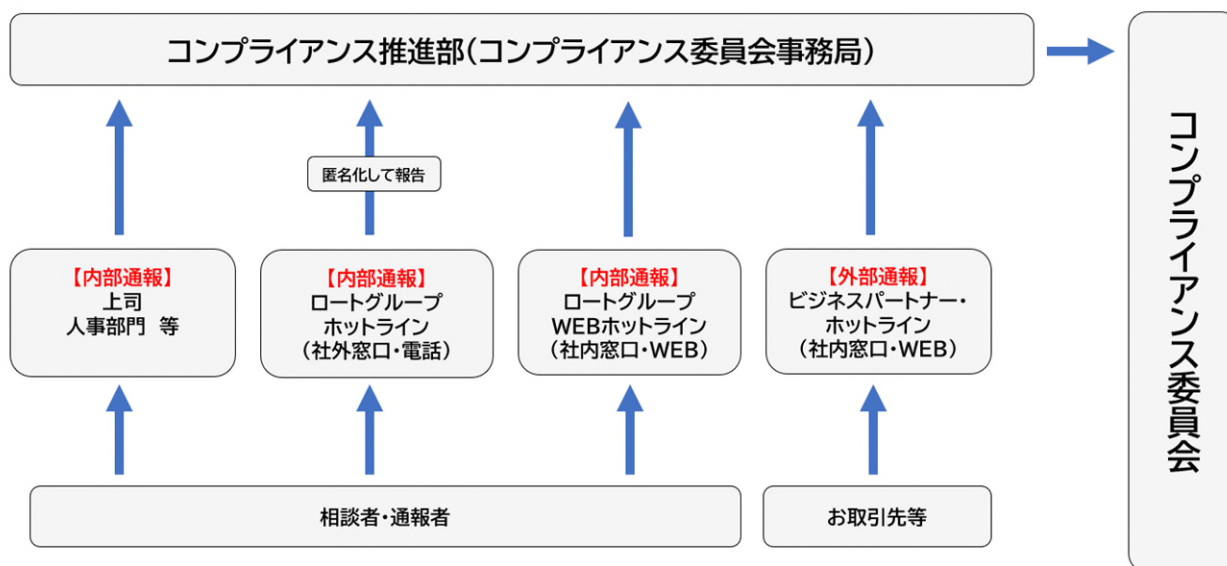 コンプライアンス推進部(コンプライアンス委員会事務局)
匿名化して報告
【内部通報】
上司
人事部門 等
【内部通報】
ロートグループ
ホットライン
(社外窓口・電話)
【内部通報】
ロートグループ
WEBホットライン
(社内窓口・WEB)
【外部通報】
ビジネスパートナー・
ホットライン
(社内窓口・WEB)
相談者・通報者
お取引先等
コンプライアンス委員会